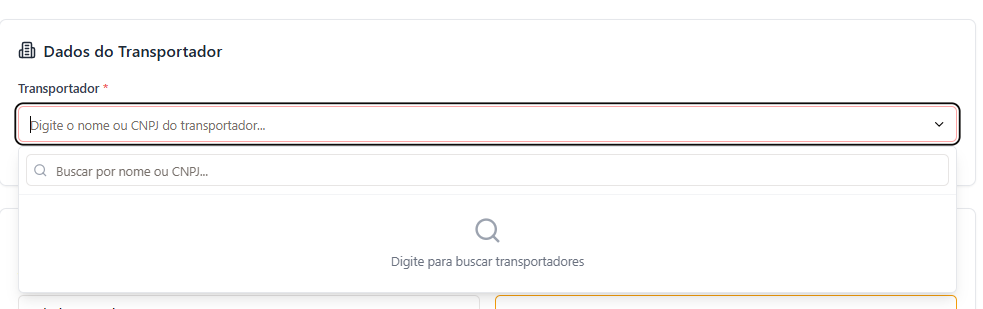 Dados do Transportador
Transportador *
Digite o nome ou CNPJ do transportador...
Buscar por nome ou CNPJ...
Digite para buscar transportadores